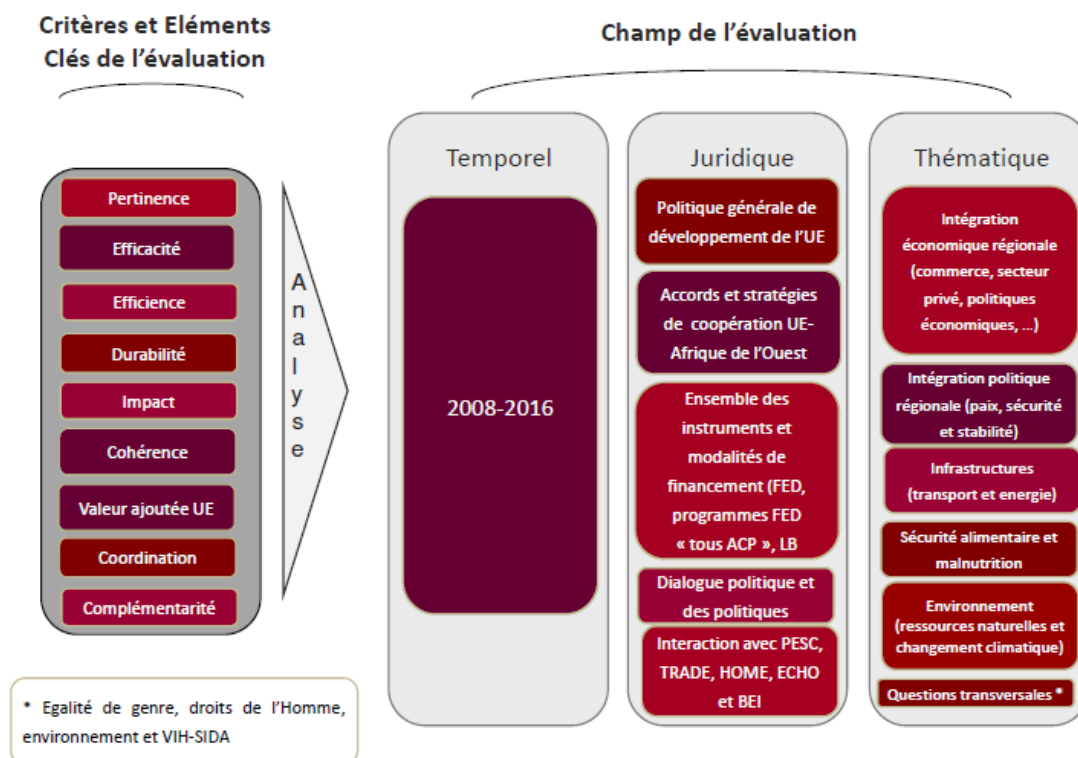 Critères et Eléments
Clés de l'évaluation
Champ de l'évaluation
Pertinence
Efficacité
Efficience
Durabilité
Impact
Cohérence
Valeur ajoutée UE
Coordination
Complémentarité
Analyse
Temporel
2008-2016
Juridique
Politique générale de
développement de l'UE
Accords et stratégies
de coopération UE-
Afrique de l'Ouest
Ensemble des
instruments et
modalités de
financement (FED,
programmes FED
« tous ACP », LB
Dialogue politique et
des politiques
Interaction avec PESC,
TRADE, HOME, ECHO
et BEI
Thématique
Intégration
économique régionale
(commerce, secteur
privé, politiques
économiques, ...)
Intégration politique
régionale (paix, sécurité
et stabilité)
Infrastructures
(transport et energie)
Sécurité alimentaire et
malnutrition
Environnement
(ressources naturelles et
changement climatique)
Questions transversales *
* Egalité de genre, droits de l'Homme,
environnement et VIH-SIDA